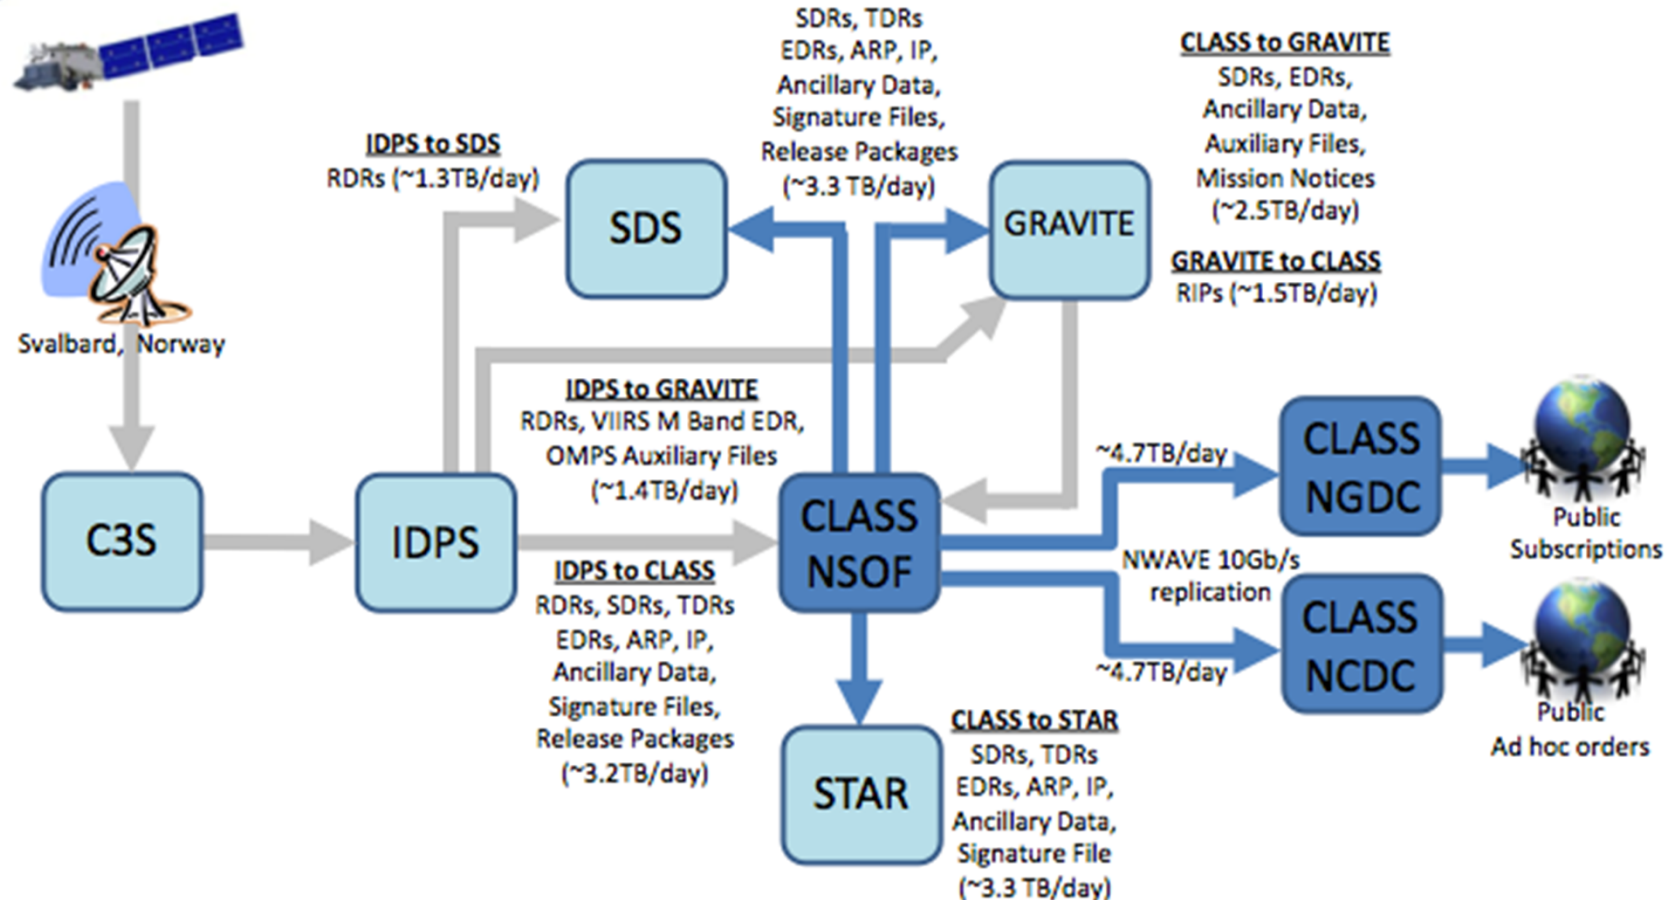 SDRs, TDRs
EDRs, ARP, IP,
Ancillary Data,
Signature Files,
Release Packages
(~3.3 TB/day)
CLASS to GRAVITE
SDRs, EDRs,
Ancillary Data,
Auxiliary Files,
Mission Notices
(~2.5TB/day)
GRAVITE to CLASS
RIPs (~1.5TB/day)
IDPS to SDS
RDRs (~1.3TB/day)
SDS
GRAVITE
Svalbard, Norway
IDPS to GRAVITE
RDRs, VIIRS M Band EDR,
OMPS Auxiliary Files
(~1.4TB/day)
C3S
IDPS
CLASS
NSOF
~4.7TB/day
CLASS
NGDC
Public
Subscriptions
NWAVE 10Gb/s
replication
~4.7TB/day
CLASS
NCDC
Public
Ad hoc orders
IDPS to CLASS
RDRs, SDRs, TDRs
EDRs, ARP, IP,
Ancillary Data,
Signature Files,
Release Packages
(~3.2TB/day)
STAR
CLASS to STAR
SDRs, TDRs
EDRs, ARP, IP,
Ancillary Data,
Signature File
(~3.3 TB/day)